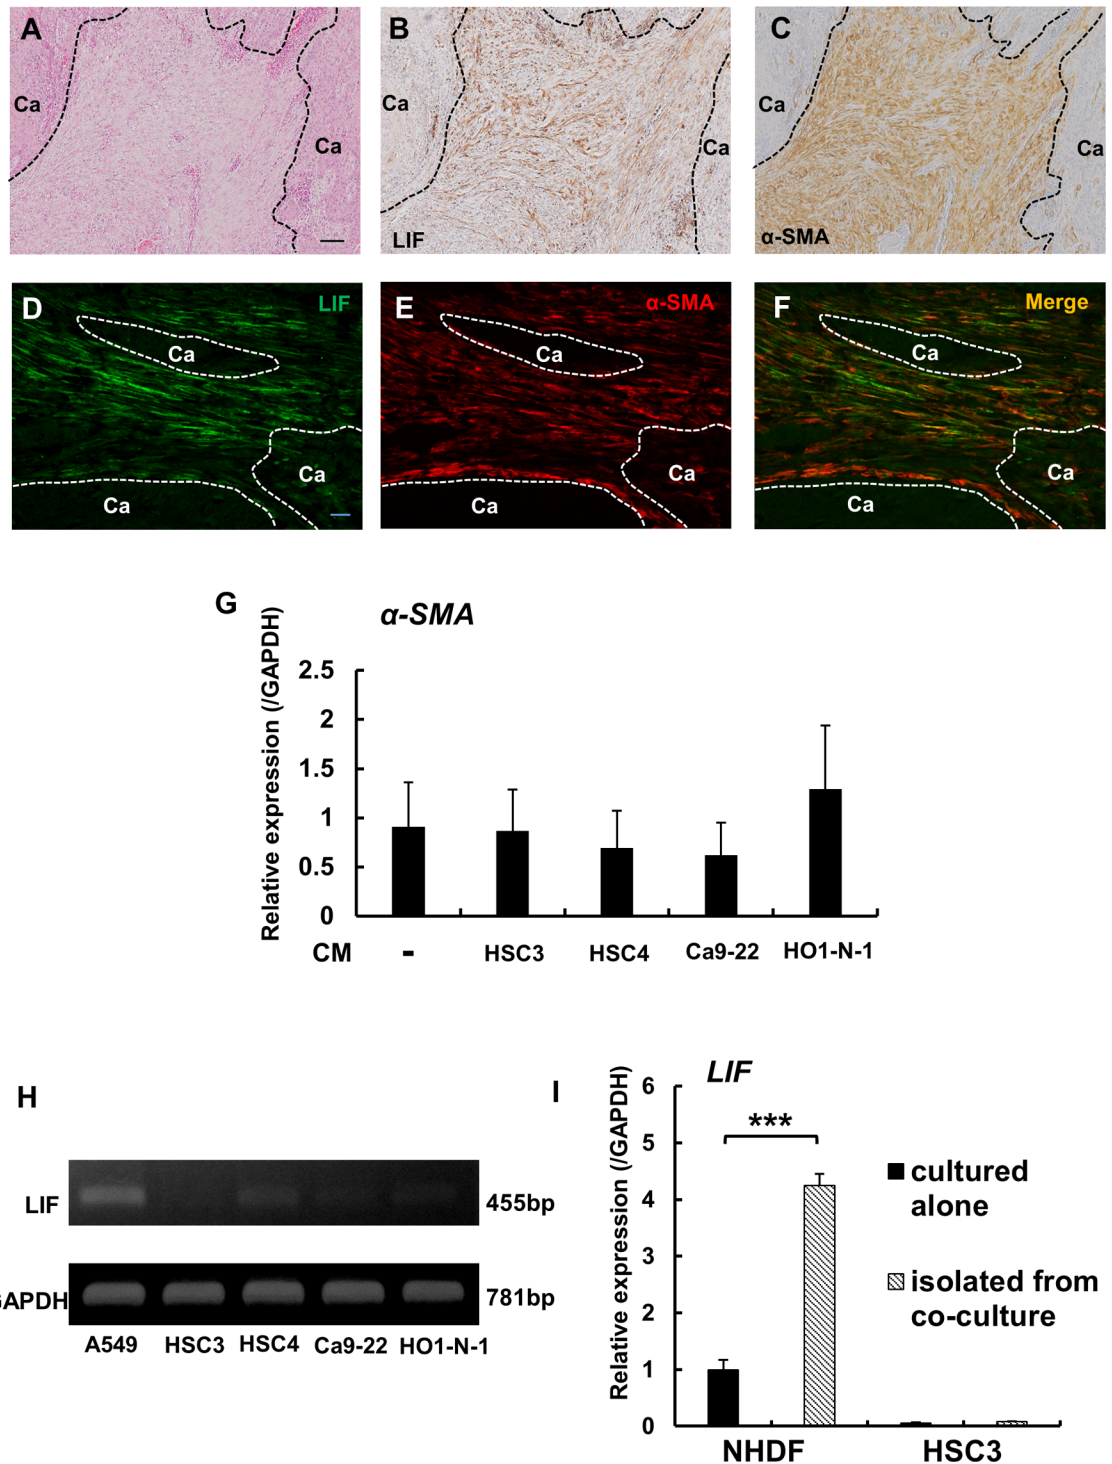 A
Ca
Ca
B
Ca
Ca
LIF
C
Ca
Ca
α-SMA
D
LIF
Ca
Ca
Ca
E
α-SMA
Ca
Ca
Ca
F
Merge
Ca
Ca
Ca
G
α-SMA
Relative expression (/GAPDH)
2.5
2
1.5
1
0.5
0
CM
-
HSC3
HSC4
Ca9-22
HO1-N-1
H
LIF
455bp
GAPDH
781bp
A549
HSC3
HSC4
Ca9-22
HO1-N-1
I
LIF
Relative expression (/GAPDH)
6
5
4
3
2
1
0
***
cultured
alone
isolated from
co-culture
NHDF
HSC3